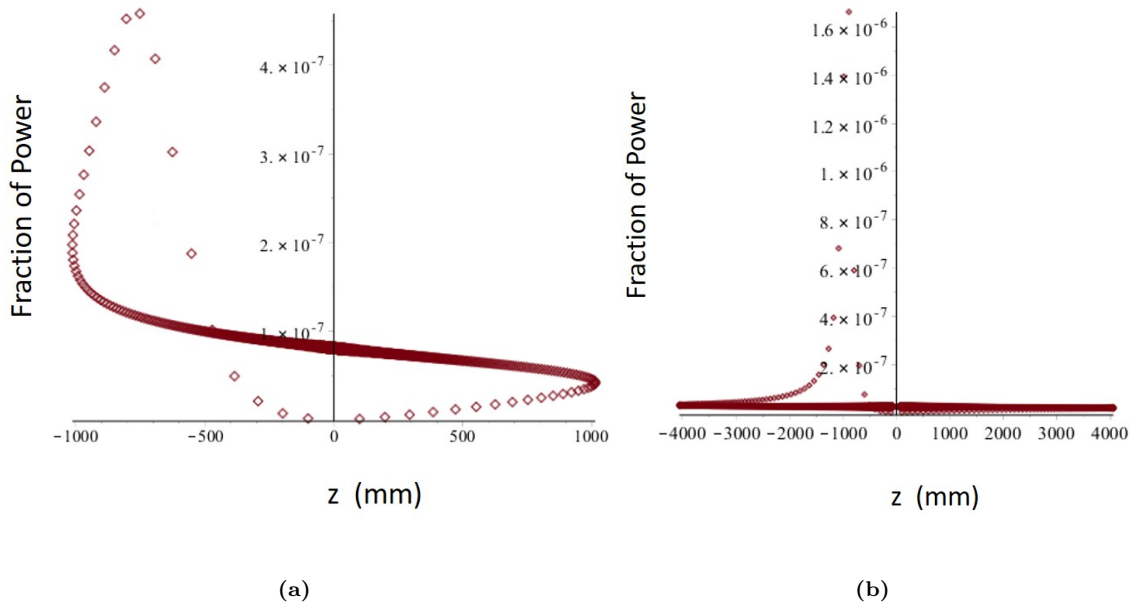 4. × 10⁻⁷
3. × 10⁻⁷
2. × 10⁻⁷
1. × 10⁻⁷
Fraction of Power
−1000 −500 0 500 1000
z (mm)
(a)
1.6 × 10⁻⁶
1.4 × 10⁻⁶
1.2 × 10⁻⁶
1. × 10⁻⁶
8. × 10⁻⁷
6. × 10⁻⁷
4. × 10⁻⁷
2. × 10⁻⁷
Fraction of Power
−4000 −3000 −2000 −1000 0 1000 2000 3000 4000
z (mm)
(b)